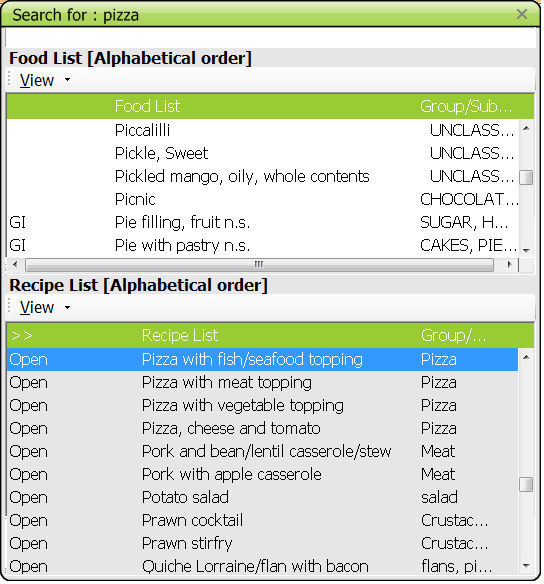 Search for : pizza
Food List [Alphabetical order]
View
Food List Group/Sub...
Piccalilli UNCLASS...
Pickle, Sweet UNCLASS...
Pickled mango, oily, whole contents UNCLASS...
Picnic CHOCOLAT...
GI Pie filling, fruit n.s. SUGAR, H...
GI Pie with pastry n.s. CAKES, PIE...
Recipe List [Alphabetical order]
View
>> Recipe List Group/...
Open Pizza with fish/seafood topping Pizza
Open Pizza with meat topping Pizza
Open Pizza with vegetable topping Pizza
Open Pizza, cheese and tomato Pizza
Open Pork and bean/lentil casserole/stew Meat
Open Pork with apple casserole Meat
Open Potato salad salad
Open Prawn cocktail Crustac...
Open Prawn stirfry Crustac...
Open Quiche Lorraine/flan with bacon flans, pi...